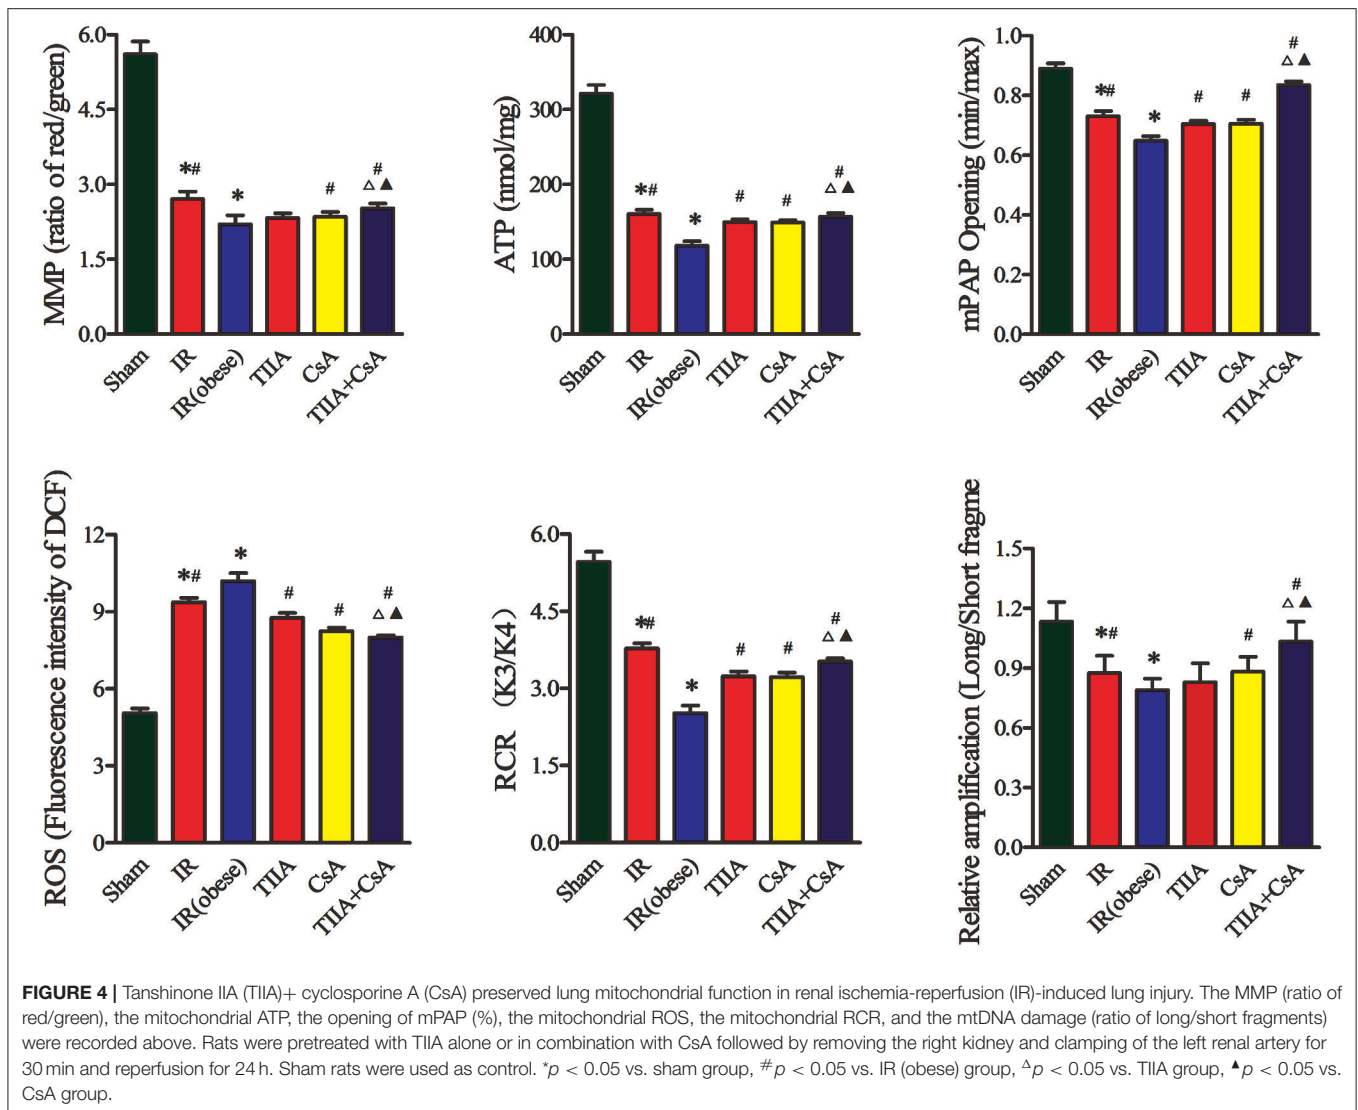 MMP (ratio of red/green)
6.0
4.5
3.0
1.5
0.0
*#
*
#
#
△▲
Sham
IR
IR(obese)
TIIA
CsA
TIIA+CsA
ATP (nmol/mg)
400
300
200
100
0
*#
*
#
#
#
△▲
Sham
IR
IR(obese)
TIIA
CsA
TIIA+CsA
mPAP Opening (min/max)
1.0
0.8
0.6
0.4
0.2
0.0
*#
*
#
#
#
△▲
Sham
IR
IR(obese)
TIIA
CsA
TIIA+CsA
ROS (Fluorescence intensity of DCF)
12
9
6
3
0
*#
*
#
#
#
△▲
Sham
IR
IR(obese)
TIIA
CsA
TIIA+CsA
RCR (K3/K4)
6.0
4.5
3.0
1.5
0.0
*#
*
#
#
#
△▲
Sham
IR
IR(obese)
TIIA
CsA
TIIA+CsA
Relative amplification (Long/Short fragme
1.5
1.2
0.9
0.6
0.3
0.0
*#
*
#
#
△▲
Sham
IR
IR(obese)
TIIA
CsA
TIIA+CsA
FIGURE 4 | Tanshinone IIA (TIIA)+ cyclosporine A (CsA) preserved lung mitochondrial function in renal ischemia-reperfusion (IR)-induced lung injury. The MMP (ratio of
red/green), the mitochondrial ATP, the opening of mPAP (%), the mitochondrial ROS, the mitochondrial RCR, and the mtDNA damage (ratio of long/short fragments)
were recorded above. Rats were pretreated with TIIA alone or in combination with CsA followed by removing the right kidney and clamping of the left renal artery for
30 min and reperfusion for 24 h. Sham rats were used as control. *p < 0.05 vs. sham group, #p < 0.05 vs. IR (obese) group, △p < 0.05 vs. TIIA group, ▲p < 0.05 vs.
CsA group.